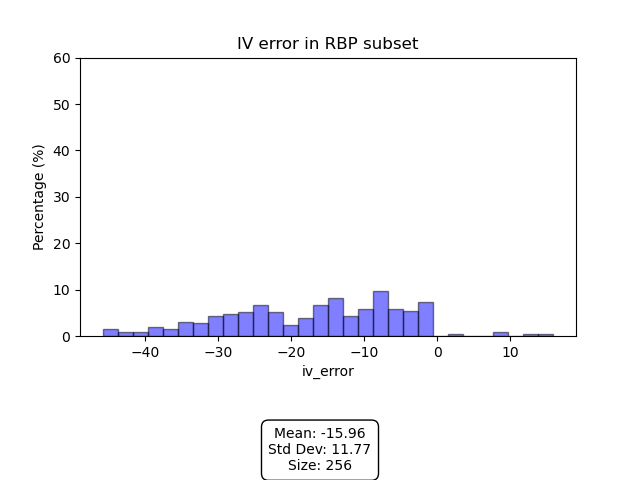 IV error in RBP subset
60
50
40
30
20
10
0
Percentage (%)
−40 −30 −20 −10 0 10
iv_error
Mean: -15.96
Std Dev: 11.77
Size: 256